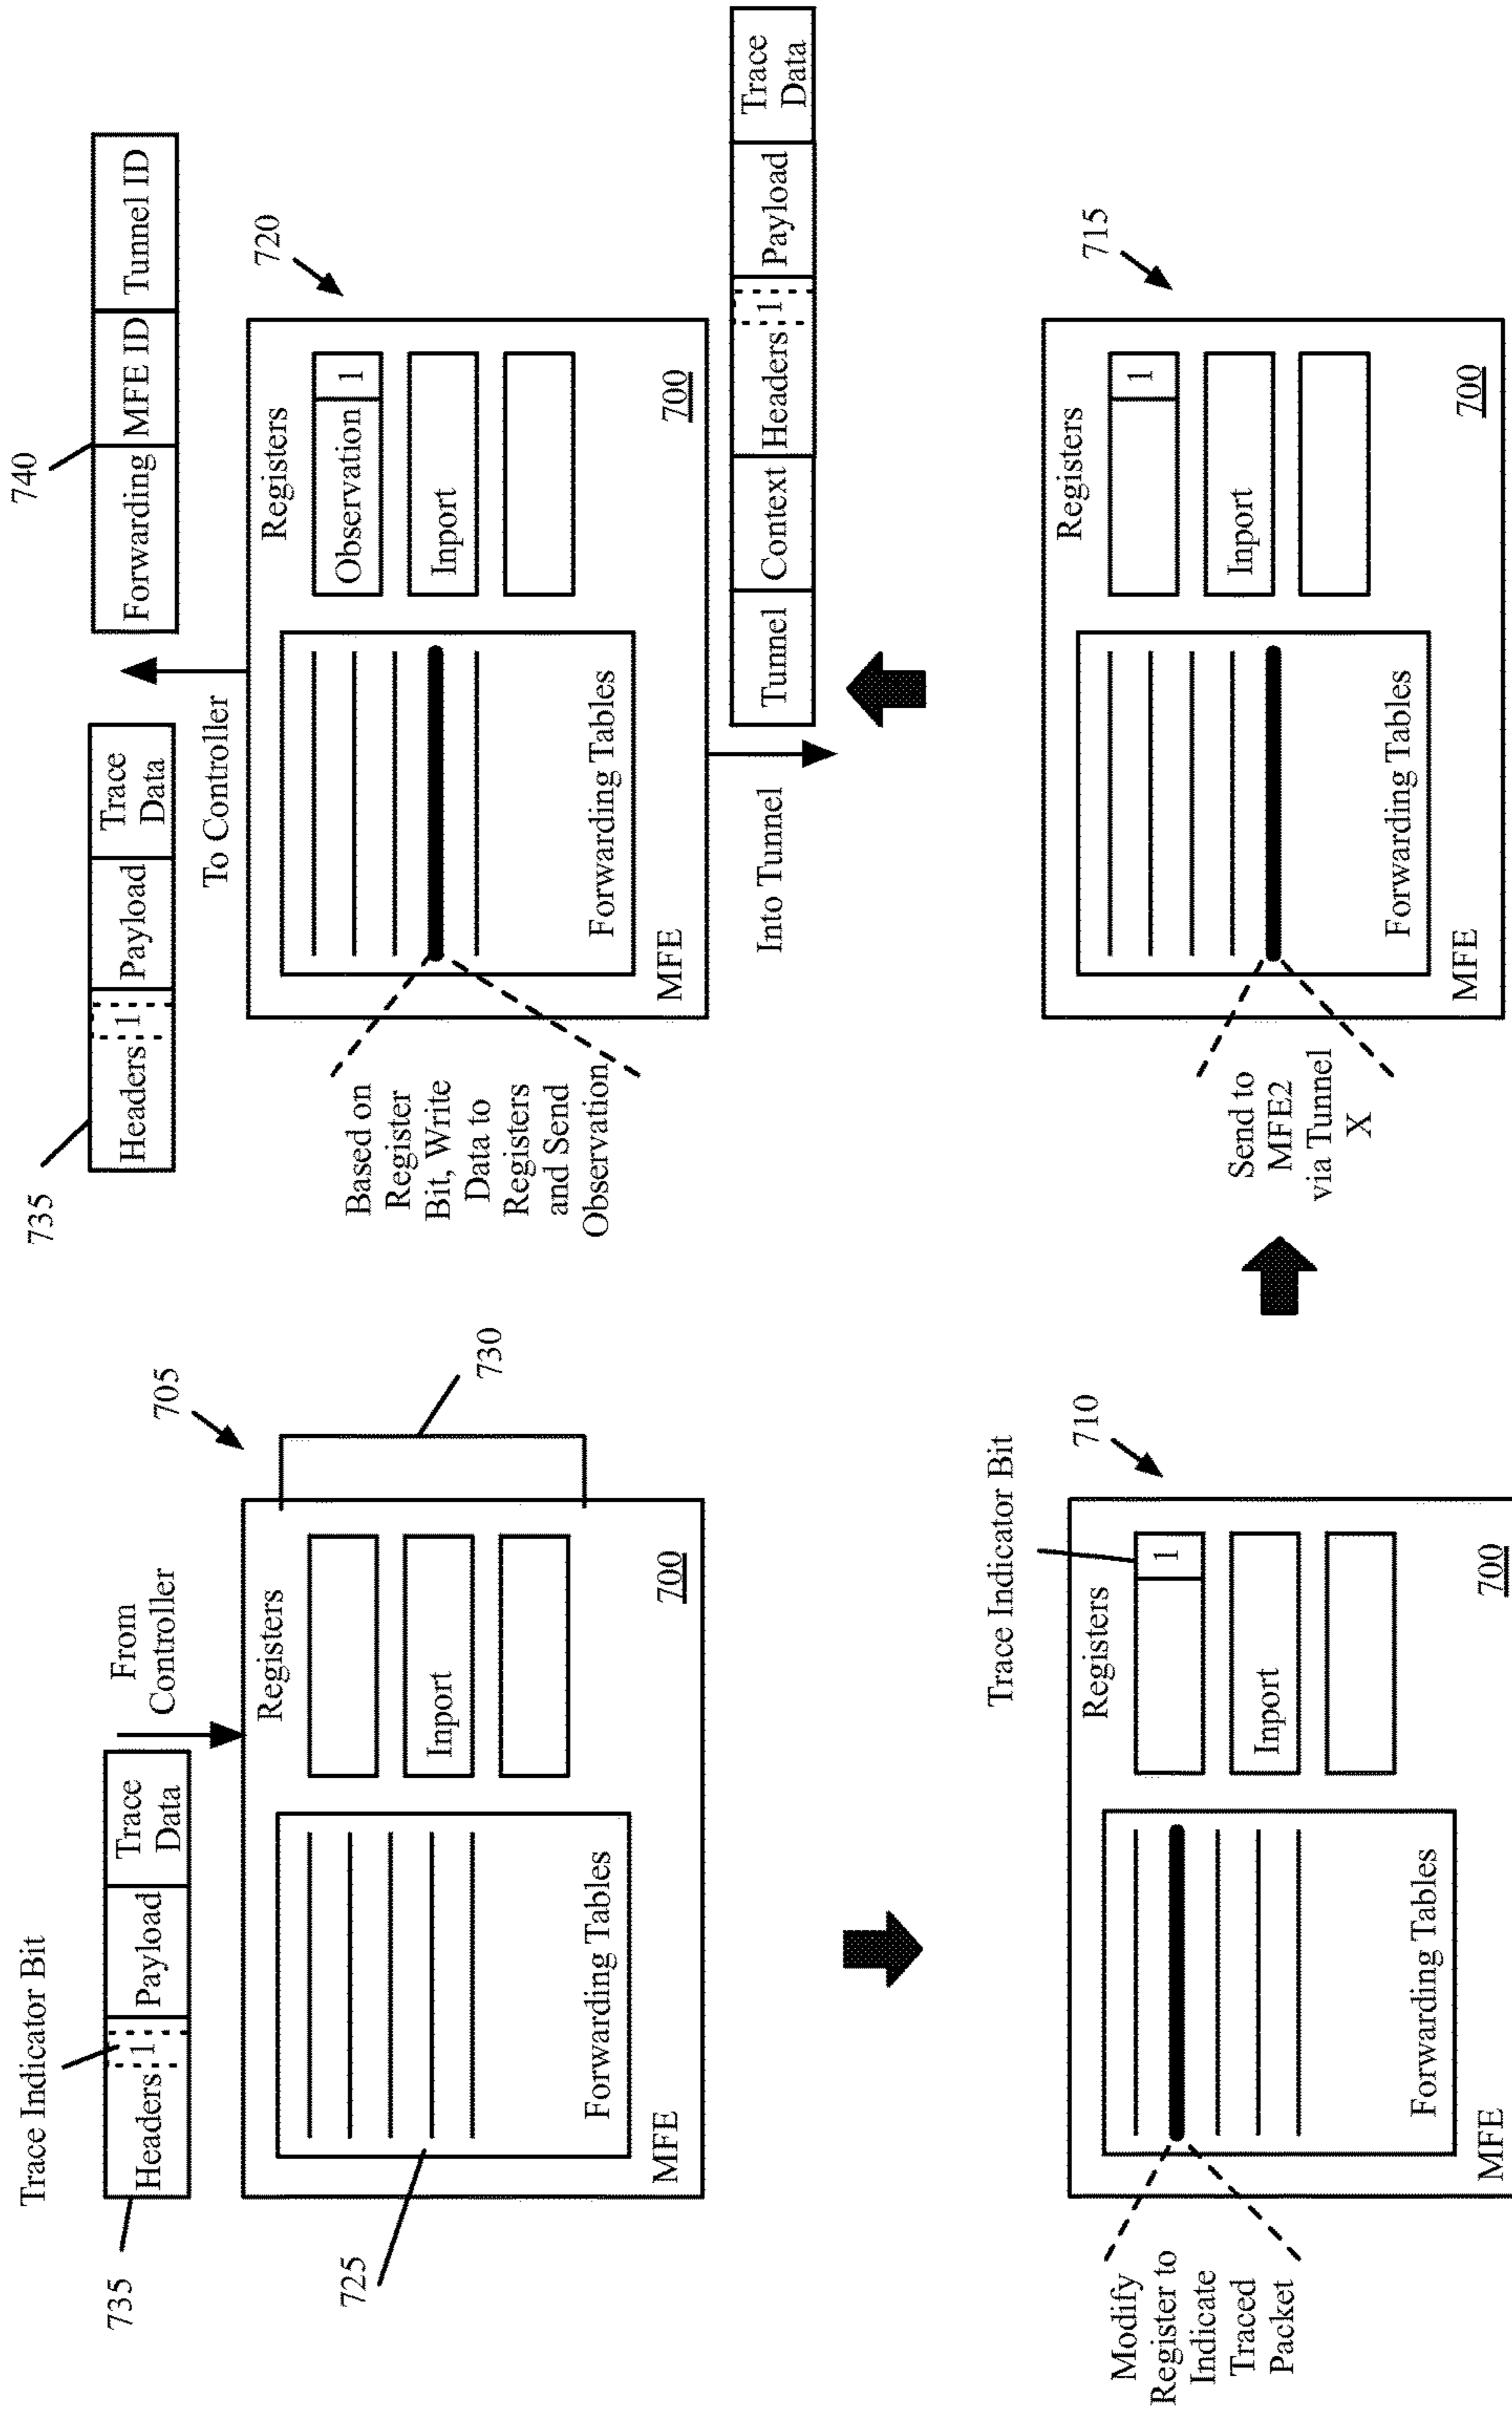 735
Trace Indicator Bit
Headers
1
Payload
Trace
Data
From
Controller
705
Registers
Inport
725
730
Forwarding Tables
MFE
700
Modify
Register to
Indicate
Traced
Packet
Trace Indicator Bit
710
Registers
1
Inport
Forwarding Tables
MFE
700
Send to
MFE2
via Tunnel
X
715
Registers
1
Inport
Forwarding Tables
MFE
700
735
Headers
1
Payload
Trace
Data
To Controller
740
Forwarding
MFE ID
Tunnel ID
720
Registers
Observation
1
Inport
Based on
Register
Bit, Write
Data to
Registers
and Send
Observation
Forwarding Tables
MFE
700
Into Tunnel
Tunnel
Context
Headers
1
Payload
Trace
Data